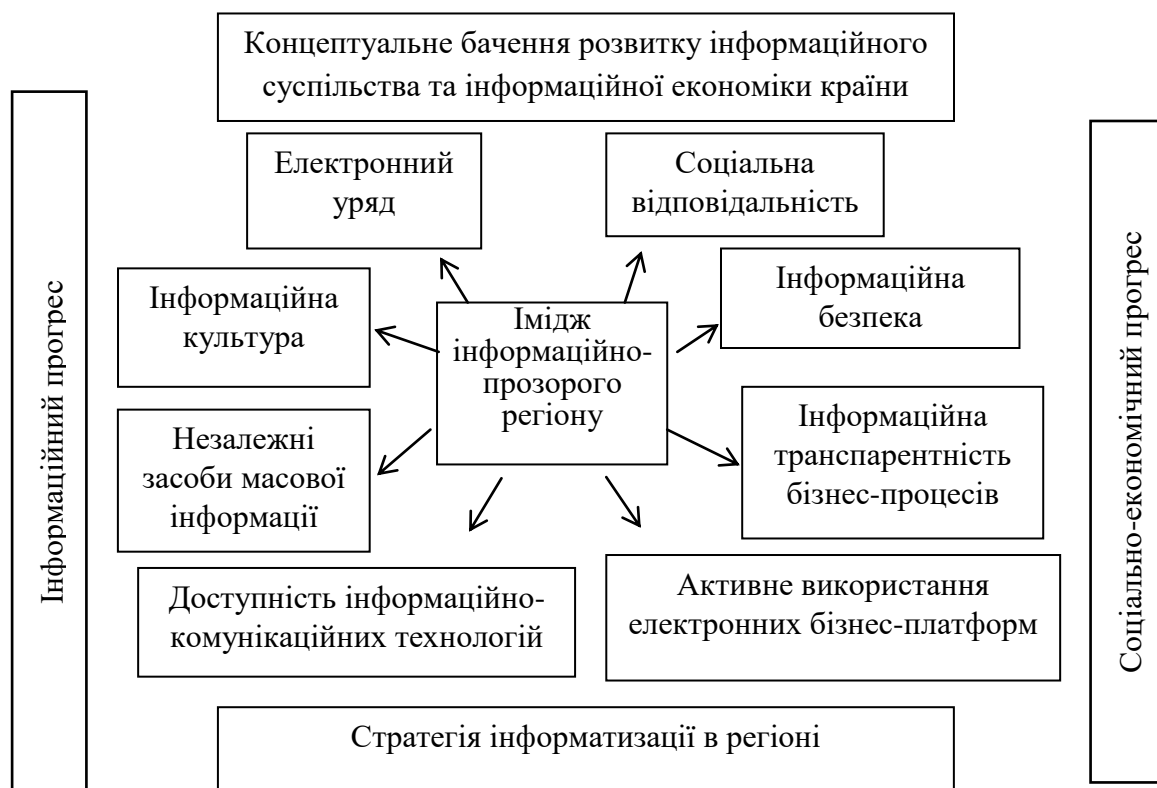 Концептуальне бачення розвитку інформаційного
суспільства та інформаційної економіки країни
Інформаційний прогрес
Електронний
уряд
Соціальна
відповідальність
Інформаційна
культура
Імідж
інформаційно-
прозорого
регіону
Інформаційна
безпека
Незалежні
засоби масової
інформації
Інформаційна
транспарентність
бізнес-процесів
Доступність інформаційно-
комунікаційних технологій
Активне використання
електронних бізнес-платформ
Стратегія інформатизації в регіоні
Соціально-економічний прогрес